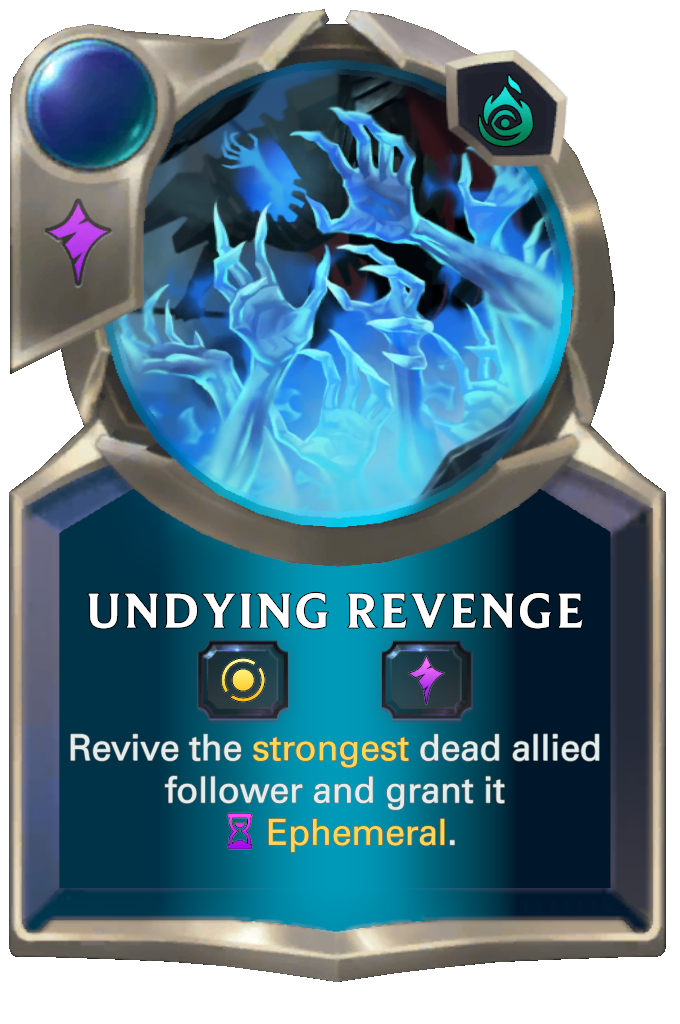 UNDYING REVENGE
Revive the strongest dead allied
follower and grant it
Ephemeral.